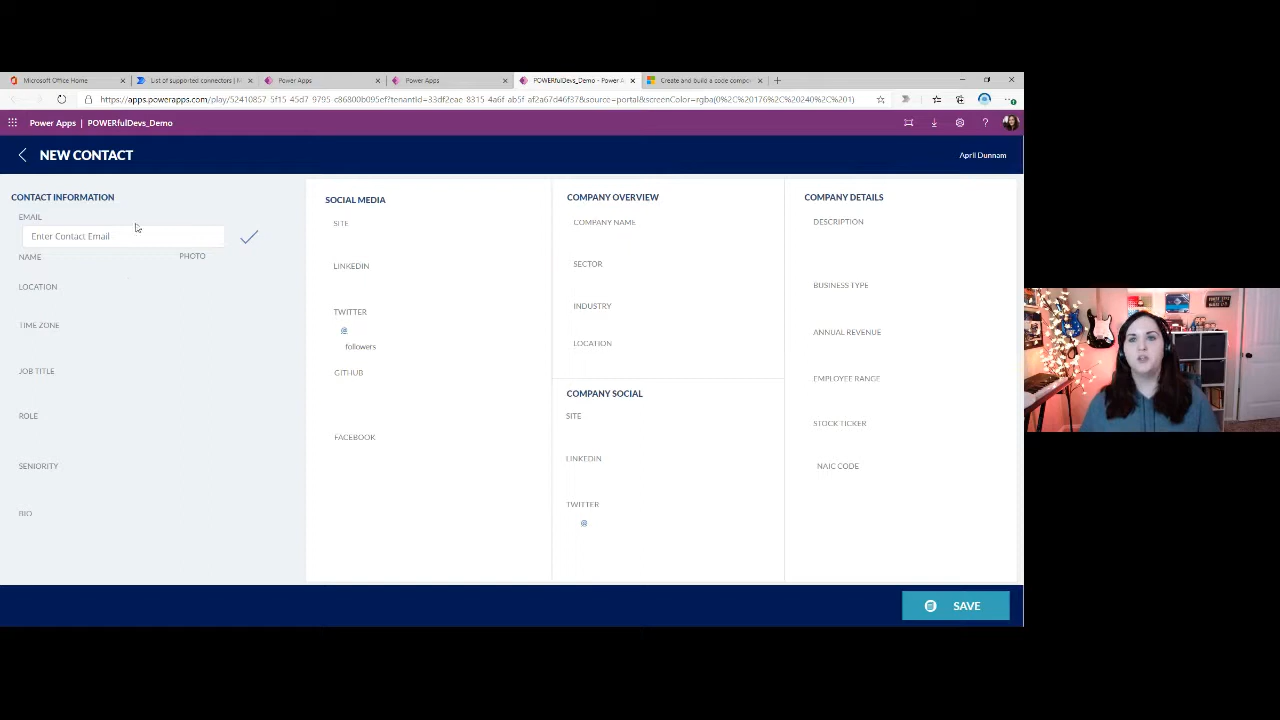 Microsoft Office Home
List of supported connectors | M
Power Apps
Power Apps
POWERfulDevs_Demo - Power A
Create and build a code compo
Power Apps | POWERfulDevs_Demo
NEW CONTACT
April Dunnam
CONTACT INFORMATION
EMAIL
Enter Contact Email
NAME
PHOTO
LOCATION
TIME ZONE
JOB TITLE
ROLE
SENIORITY
BIO
SOCIAL MEDIA
SITE
LINKEDIN
TWITTER
@
followers
GITHUB
FACEBOOK
COMPANY OVERVIEW
COMPANY NAME
SECTOR
INDUSTRY
LOCATION
COMPANY SOCIAL
SITE
LINKEDIN
TWITTER
@
COMPANY DETAILS
DESCRIPTION
BUSINESS TYPE
ANNUAL REVENUE
EMPLOYEE RANGE
STOCK TICKER
NAIC CODE
SAVE